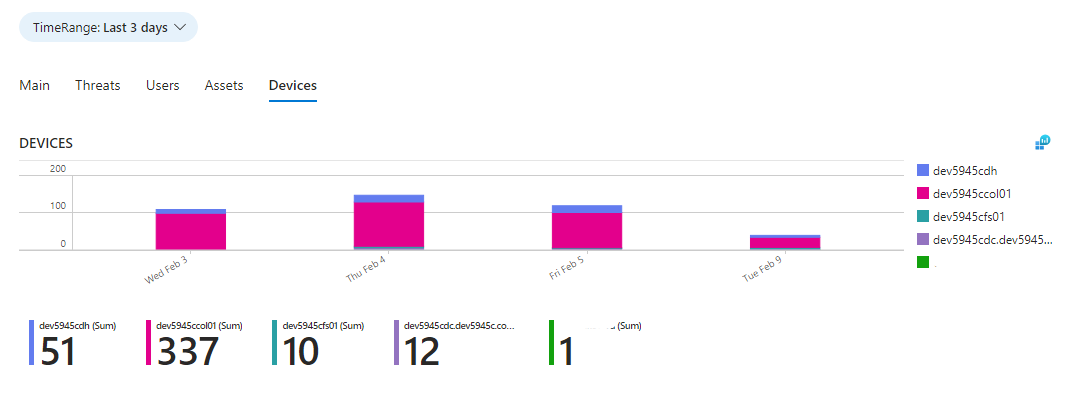 TimeRange: Last 3 days
Main Threats Users Assets Devices
DEVICES
200
100
0
Wed Feb 3
Thu Feb 4
Fri Feb 5
Tue Feb 9
dev5945cdh
dev5945ccol01
dev5945cfs01
dev5945cdc.dev5945...
dev5945cdh (Sum)
51
dev5945ccol01 (Sum)
337
dev5945cfs01 (Sum)
10
dev5945cdc.dev5945c.co...
12
(Sum)
1